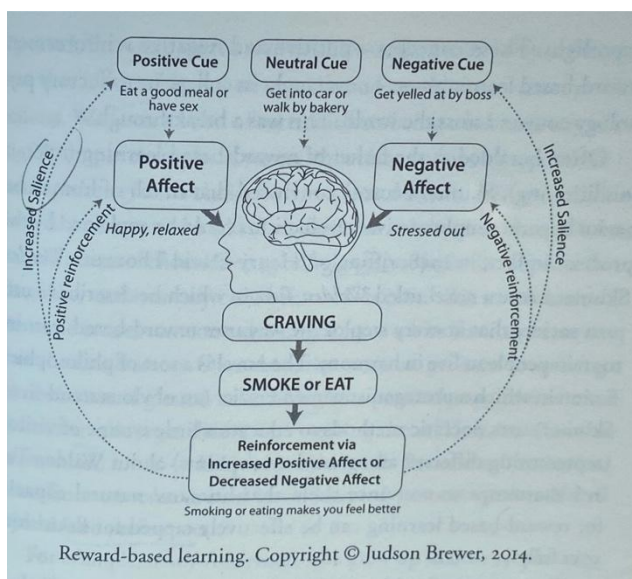 Positive Cue
Neutral Cue
Negative Cue
Eat a good meal or
have sex
Get into car or
walk by bakery
Get yelled at by boss
Positive
Affect
Negative
Affect
Happy, relaxed
Stressed out
Increased Salience
Positive reinforcement
Increased Salience
Negative reinforcement
CRAVING
SMOKE or EAT
Reinforcement via
Increased Positive Affect or
Decreased Negative Affect
Smoking or eating makes you feel better
Reward-based learning. Copyright © Judson Brewer, 2014.